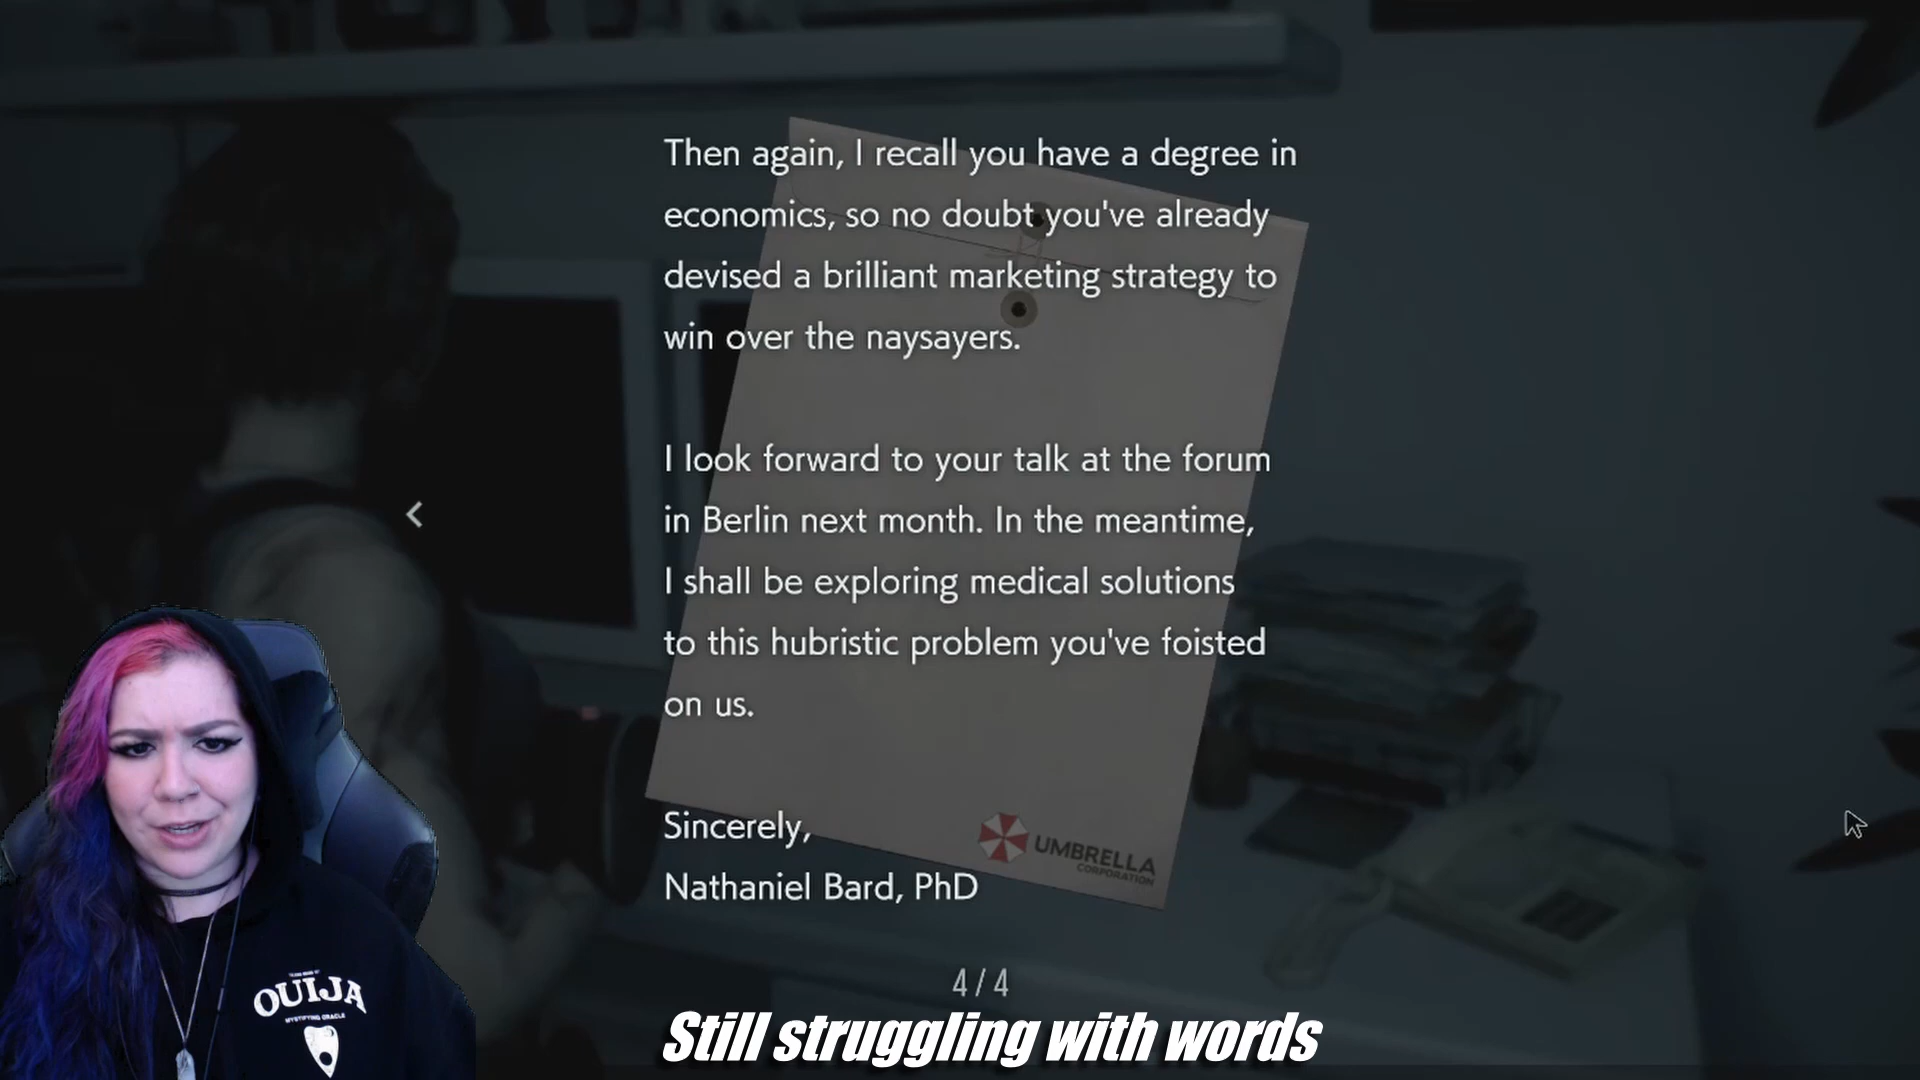 Then again, I recall you have a degree in
economics, so no doubt you've already
devised a brilliant marketing strategy to
win over the naysayers.
I look forward to your talk at the forum
in Berlin next month. In the meantime,
I shall be exploring medical solutions
to this hubristic problem you've foisted
on us.
Sincerely,
Nathaniel Bard, PhD
UMBRELLA
CORPORATION
4/4
OUIJA
MYSTIFYING ORACLE
Still struggling with words